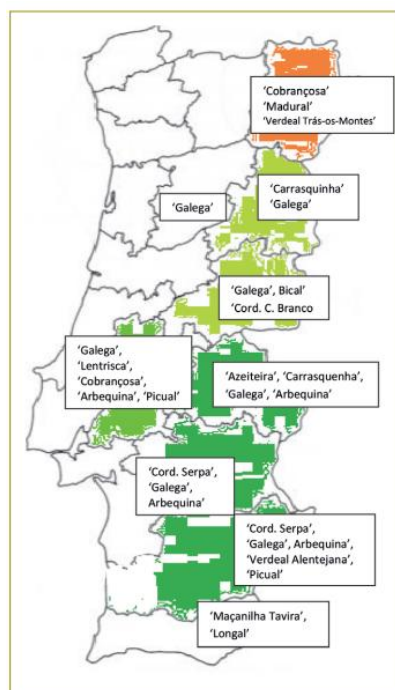 ‘Cobrançosa’
‘Madural’
‘Verdeal Trás-os-Montes’
‘Carrasquinha’
‘Galega’
‘Galega’
‘Galega’, Bical’
‘Cord. C. Branco
‘Galega’,
‘Lentrisca’,
‘Cobrançosa’,
‘Arbequina’, ‘Picual’
‘Azeiteira’, ‘Carrasquenha’,
‘Galega’, ‘Arbequina’
‘Cord. Serpa’,
‘Galega’,
Arbequina’
‘Cord. Serpa’,
‘Galega’, Arbequina’,
‘Verdeal Alentejana’,
‘Picual’
‘Maçanilha Tavira’,
‘Longal’